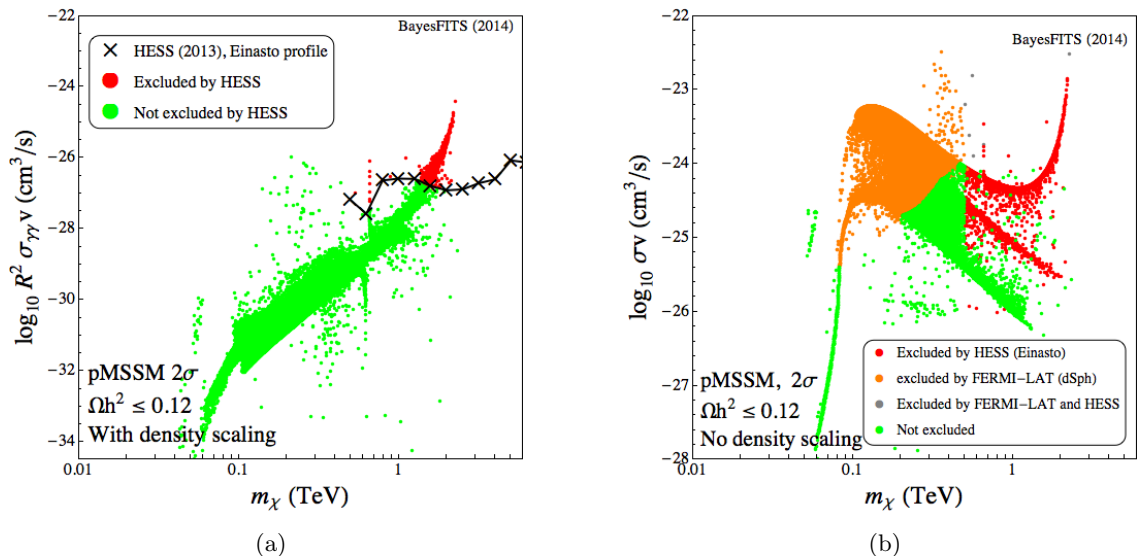 BayesFITS (2014)
HESS (2013), Einasto profile
Excluded by HESS
Not excluded by HESS
pMSSM 2σ
Ωh² ≤ 0.12
With density scaling
log₁₀ R² σγγ v (cm³/s)
-22
-24
-26
-28
-30
-32
-34
0.01
0.1
1
mχ (TeV)
(a)
BayesFITS (2014)
Excluded by HESS (Einasto)
excluded by FERMI–LAT (dSph)
Excluded by FERMI–LAT and HESS
Not excluded
pMSSM, 2σ
Ωh² ≤ 0.12
No density scaling
log₁₀ σv (cm³/s)
-22
-23
-24
-25
-26
-27
-28
0.01
0.1
1
mχ (TeV)
(b)